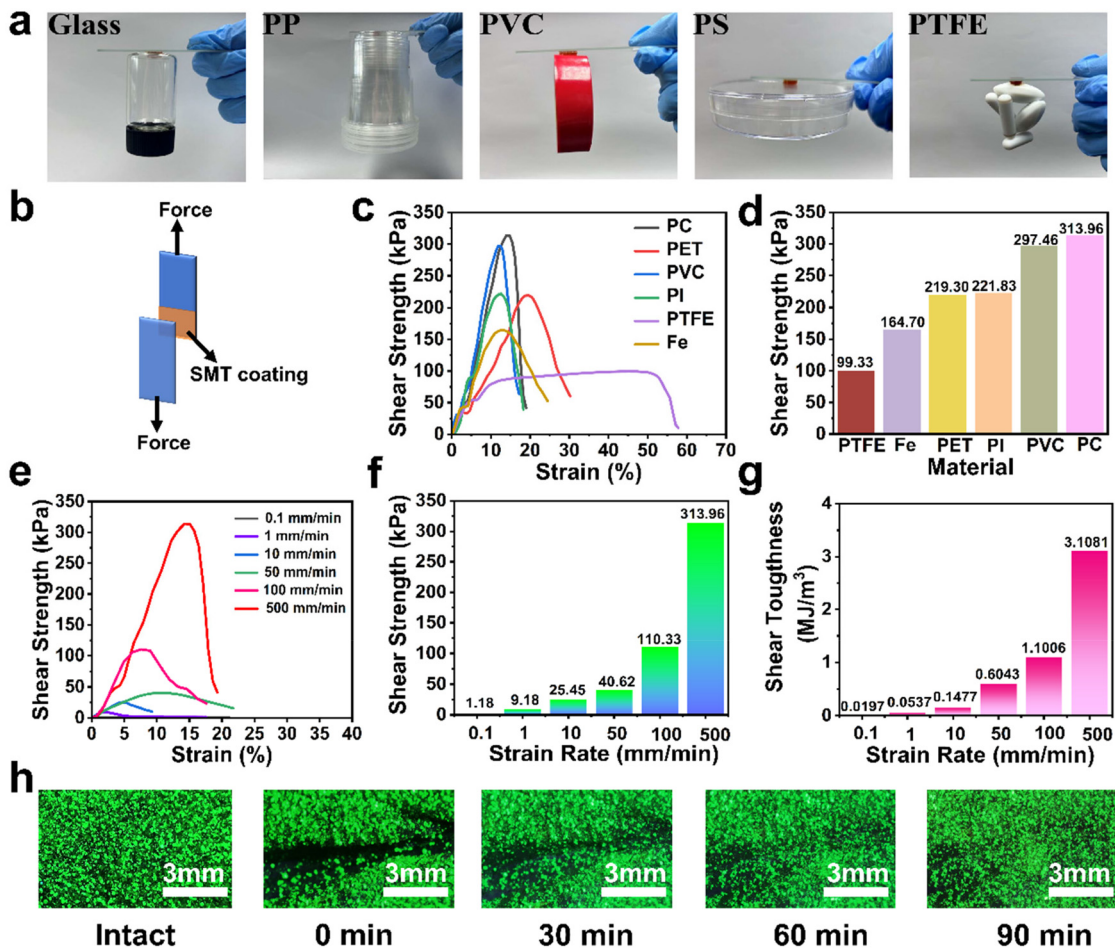 a
Glass
PP
PVC
PS
PTFE
b
Force
SMT coating
Force
c
Shear Strength (kPa)
350
300
250
200
150
100
50
0
PC
PET
PVC
PI
PTFE
Fe
0 10 20 30 40 50 60 70
Strain (%)
d
Shear Strength (kPa)
350
300
250
200
150
100
50
0
99.33
164.70
219.30
221.83
297.46
313.96
PTFE Fe PET PI PVC PC
Material
e
Shear Strength (kPa)
350
300
250
200
150
100
50
0
0.1 mm/min
1 mm/min
10 mm/min
50 mm/min
100 mm/min
500 mm/min
0 5 10 15 20 25 30 35 40
Strain (%)
f
Shear Strength (kPa)
350
300
250
200
150
100
50
0
1.18
9.18
25.45
40.62
110.33
313.96
0.1 1 10 50 100 500
Strain Rate (mm/min)
g
Shear Tougthness
(MJ/m³)
4
3
2
1
0
0.0197
0.0537
0.1477
0.6043
1.1006
3.1081
0.1 1 10 50 100 500
Strain Rate (mm/min)
h
3mm
3mm
3mm
3mm
3mm
Intact
0 min
30 min
60 min
90 min